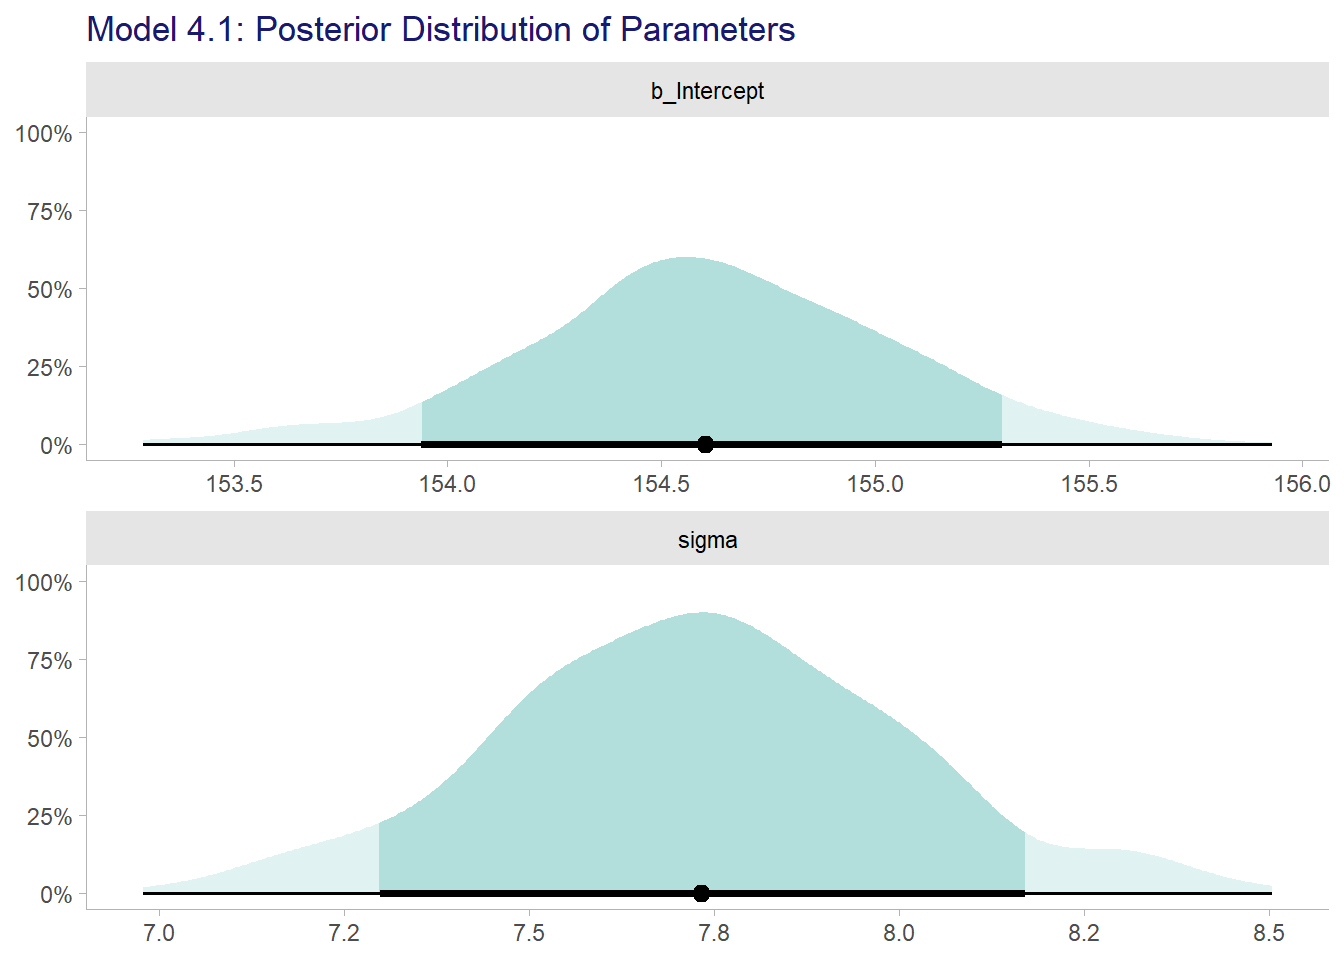 Model 4.1: Posterior Distribution of Parameters
b_Intercept
100%
75%
50%
25%
0%
153.5 154.0 154.5 155.0 155.5 156.0
sigma
100%
75%
50%
25%
0%
7.0 7.2 7.5 7.8 8.0 8.2 8.5